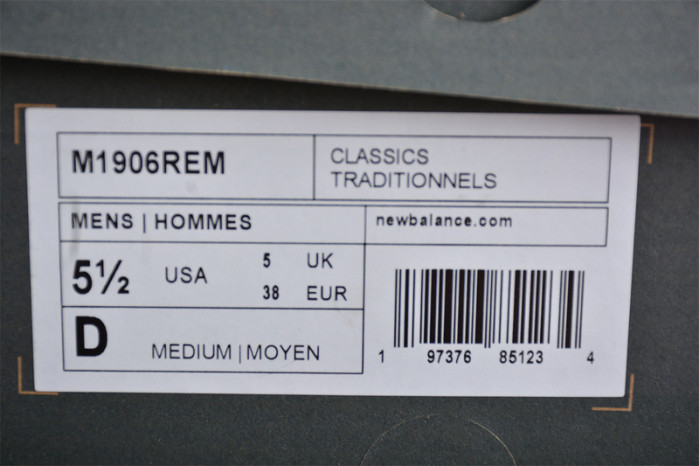 M1906REM
CLASSICS
TRADITIONNELS
MENS | HOMMES
newbalance.com
5½ USA 5 UK
38 EUR
D MEDIUM | MOYEN
1 97376 85123 4